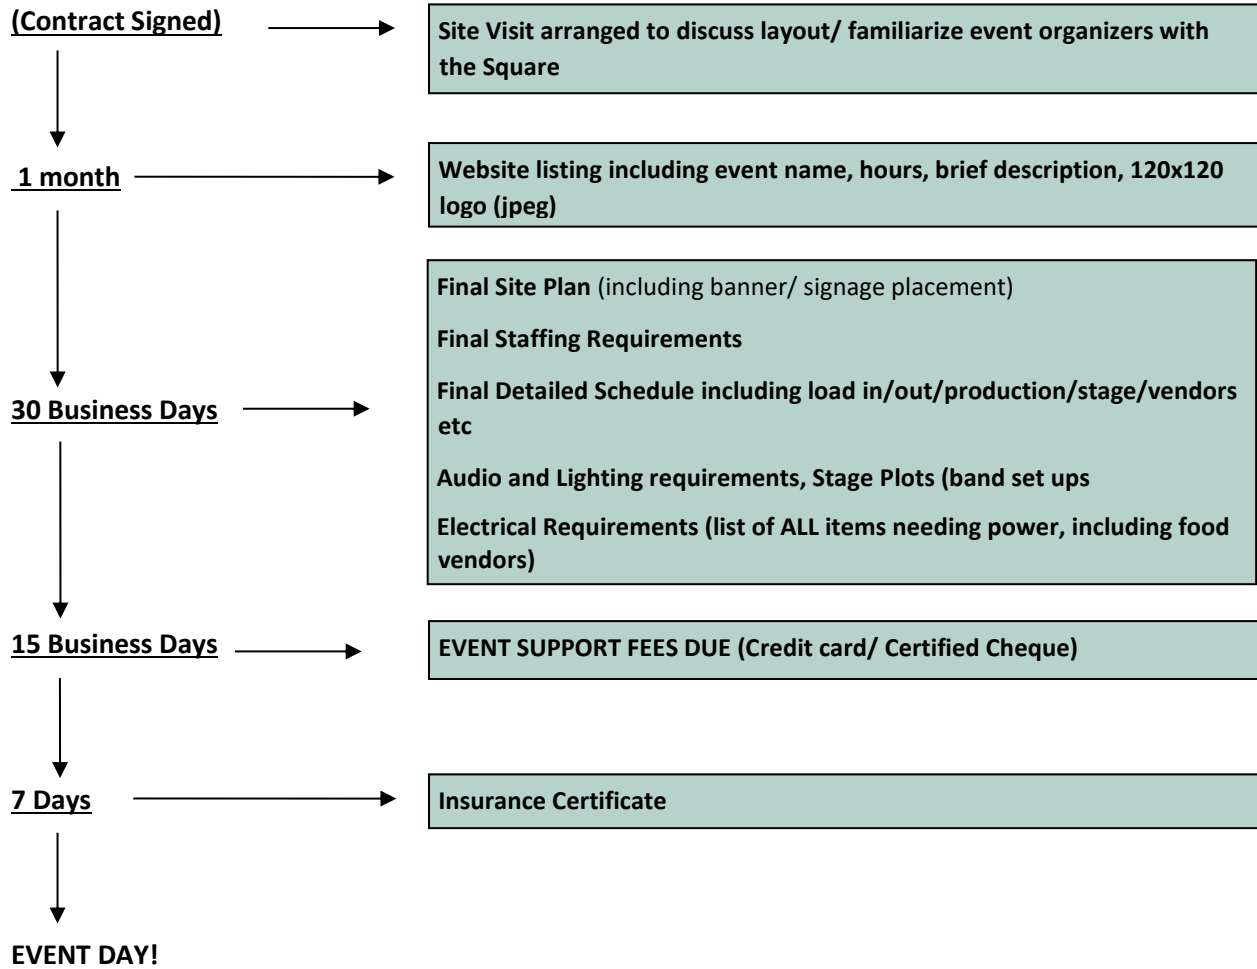 (Contract Signed)
Site Visit arranged to discuss layout/ familiarize event organizers with
the Square
1 month
Website listing including event name, hours, brief description, 120x120
logo (jpeg)
Final Site Plan (including banner/ signage placement)
Final Staffing Requirements
30 Business Days
Final Detailed Schedule including load in/out/production/stage/vendors
etc
Audio and Lighting requirements, Stage Plots (band set ups
Electrical Requirements (list of ALL items needing power, including food
vendors)
15 Business Days
EVENT SUPPORT FEES DUE (Credit card/ Certified Cheque)
7 Days
Insurance Certificate
EVENT DAY!